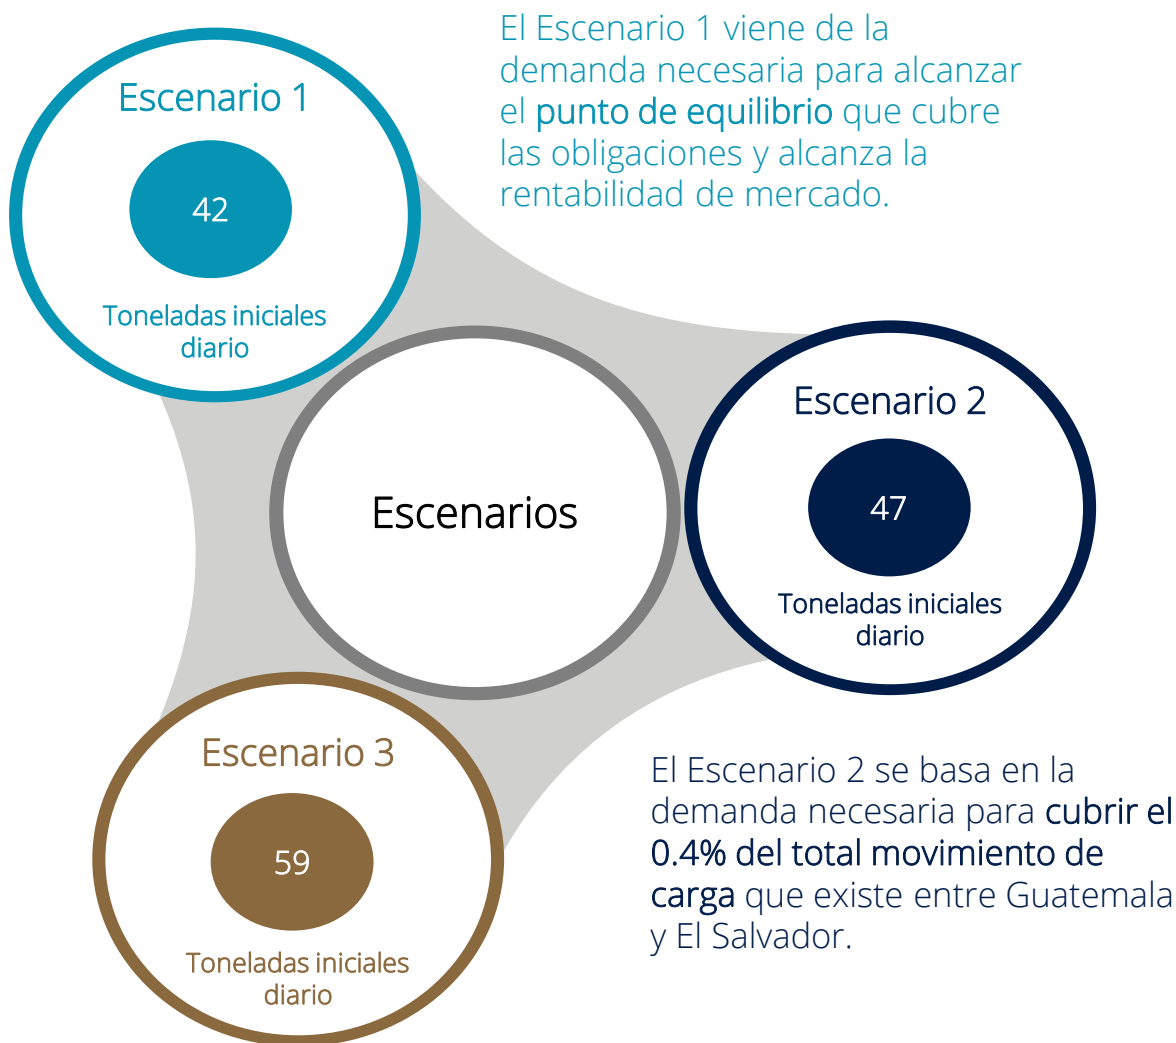 El Escenario 1 viene de la
demanda necesaria para alcanzar
el punto de equilibrio que cubre
las obligaciones y alcanza la
rentabilidad de mercado.
Escenario 1
42
Toneladas iniciales
diario
Escenarios
Escenario 2
47
Toneladas iniciales
diario
Escenario 3
59
Toneladas iniciales
diario
El Escenario 2 se basa en la
demanda necesaria para cubrir el
0.4% del total movimiento de
carga que existe entre Guatemala
y El Salvador.